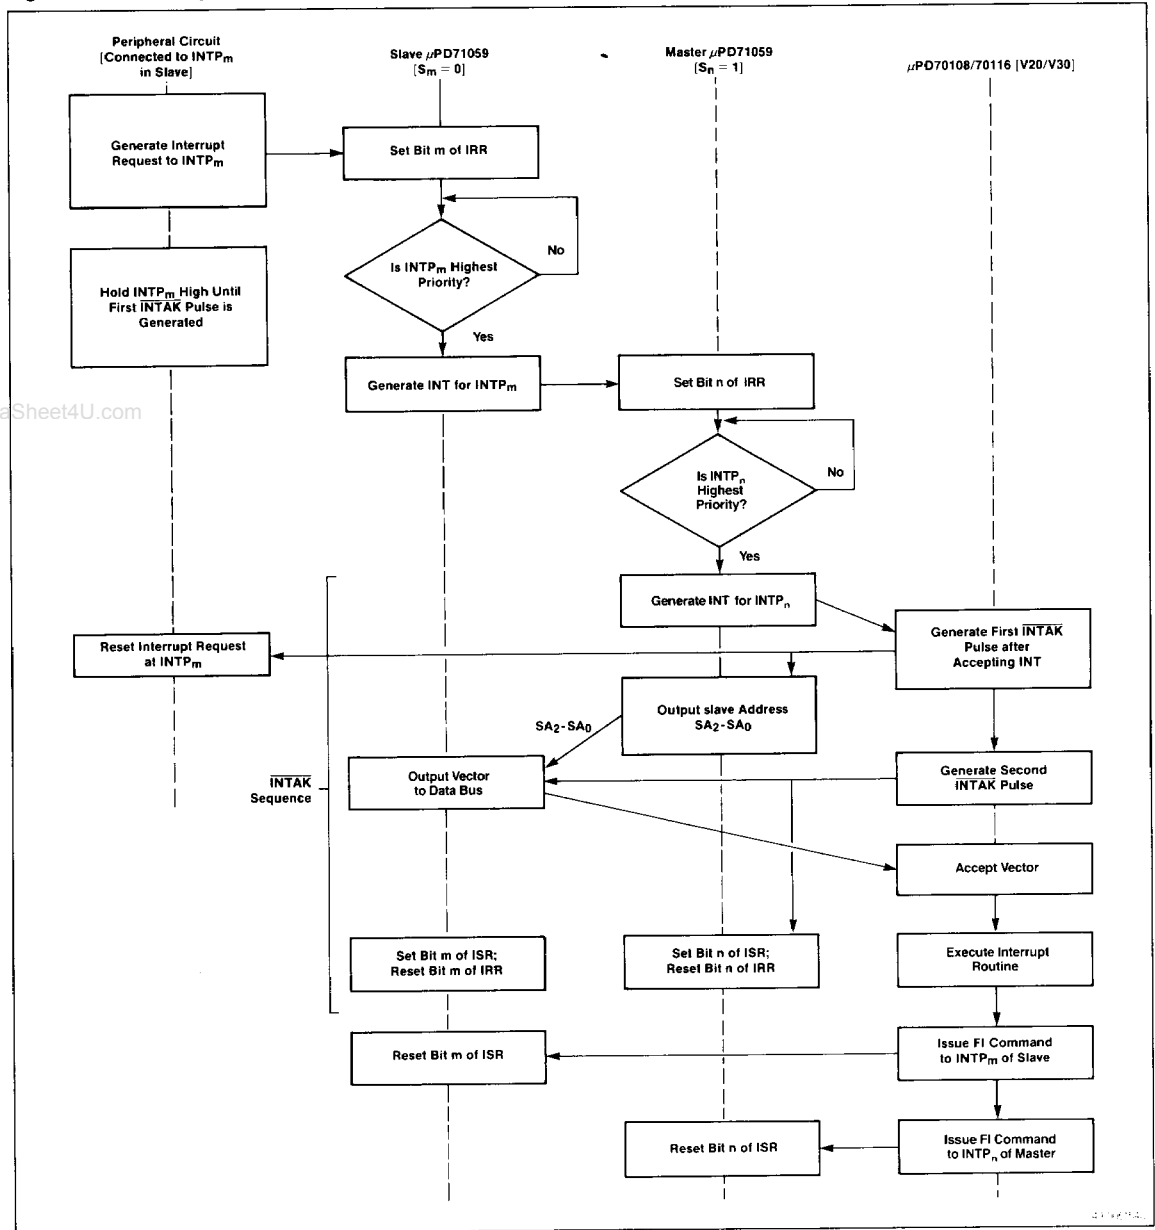 Peripheral Circuit
[Connected to INTPm
in Slave]
Slave μPD71059
[Sm = 0]
Master μPD71059
[Sn = 1]
μPD70108/70116 [V20/V30]
Generate Interrupt
Request to INTPm
Set Bit m of IRR
No
Is INTPm Highest
Priority?
Hold INTPm High Until
First INTAK Pulse is
Generated
Yes
Generate INT for INTPm
Set Bit n of IRR
aSheet4U.com
Is INTPn
Highest
Priority?
No
Yes
Generate INT for INTPn
Generate First INTAK
Pulse after
Accepting INT
Reset Interrupt Request
at INTPm
Output slave Address
SA2-SA0
SA2-SA0
INTAK
Sequence
Output Vector
to Data Bus
Generate Second
INTAK Pulse
Accept Vector
Set Bit m of ISR;
Reset Bit m of IRR
Set Bit n of ISR;
Reset Bit n of IRR
Execute Interrupt
Routine
Reset Bit m of ISR
Issue FI Command
to INTPm of Slave
Reset Bit n of ISR
Issue FI Command
to INTPn of Master